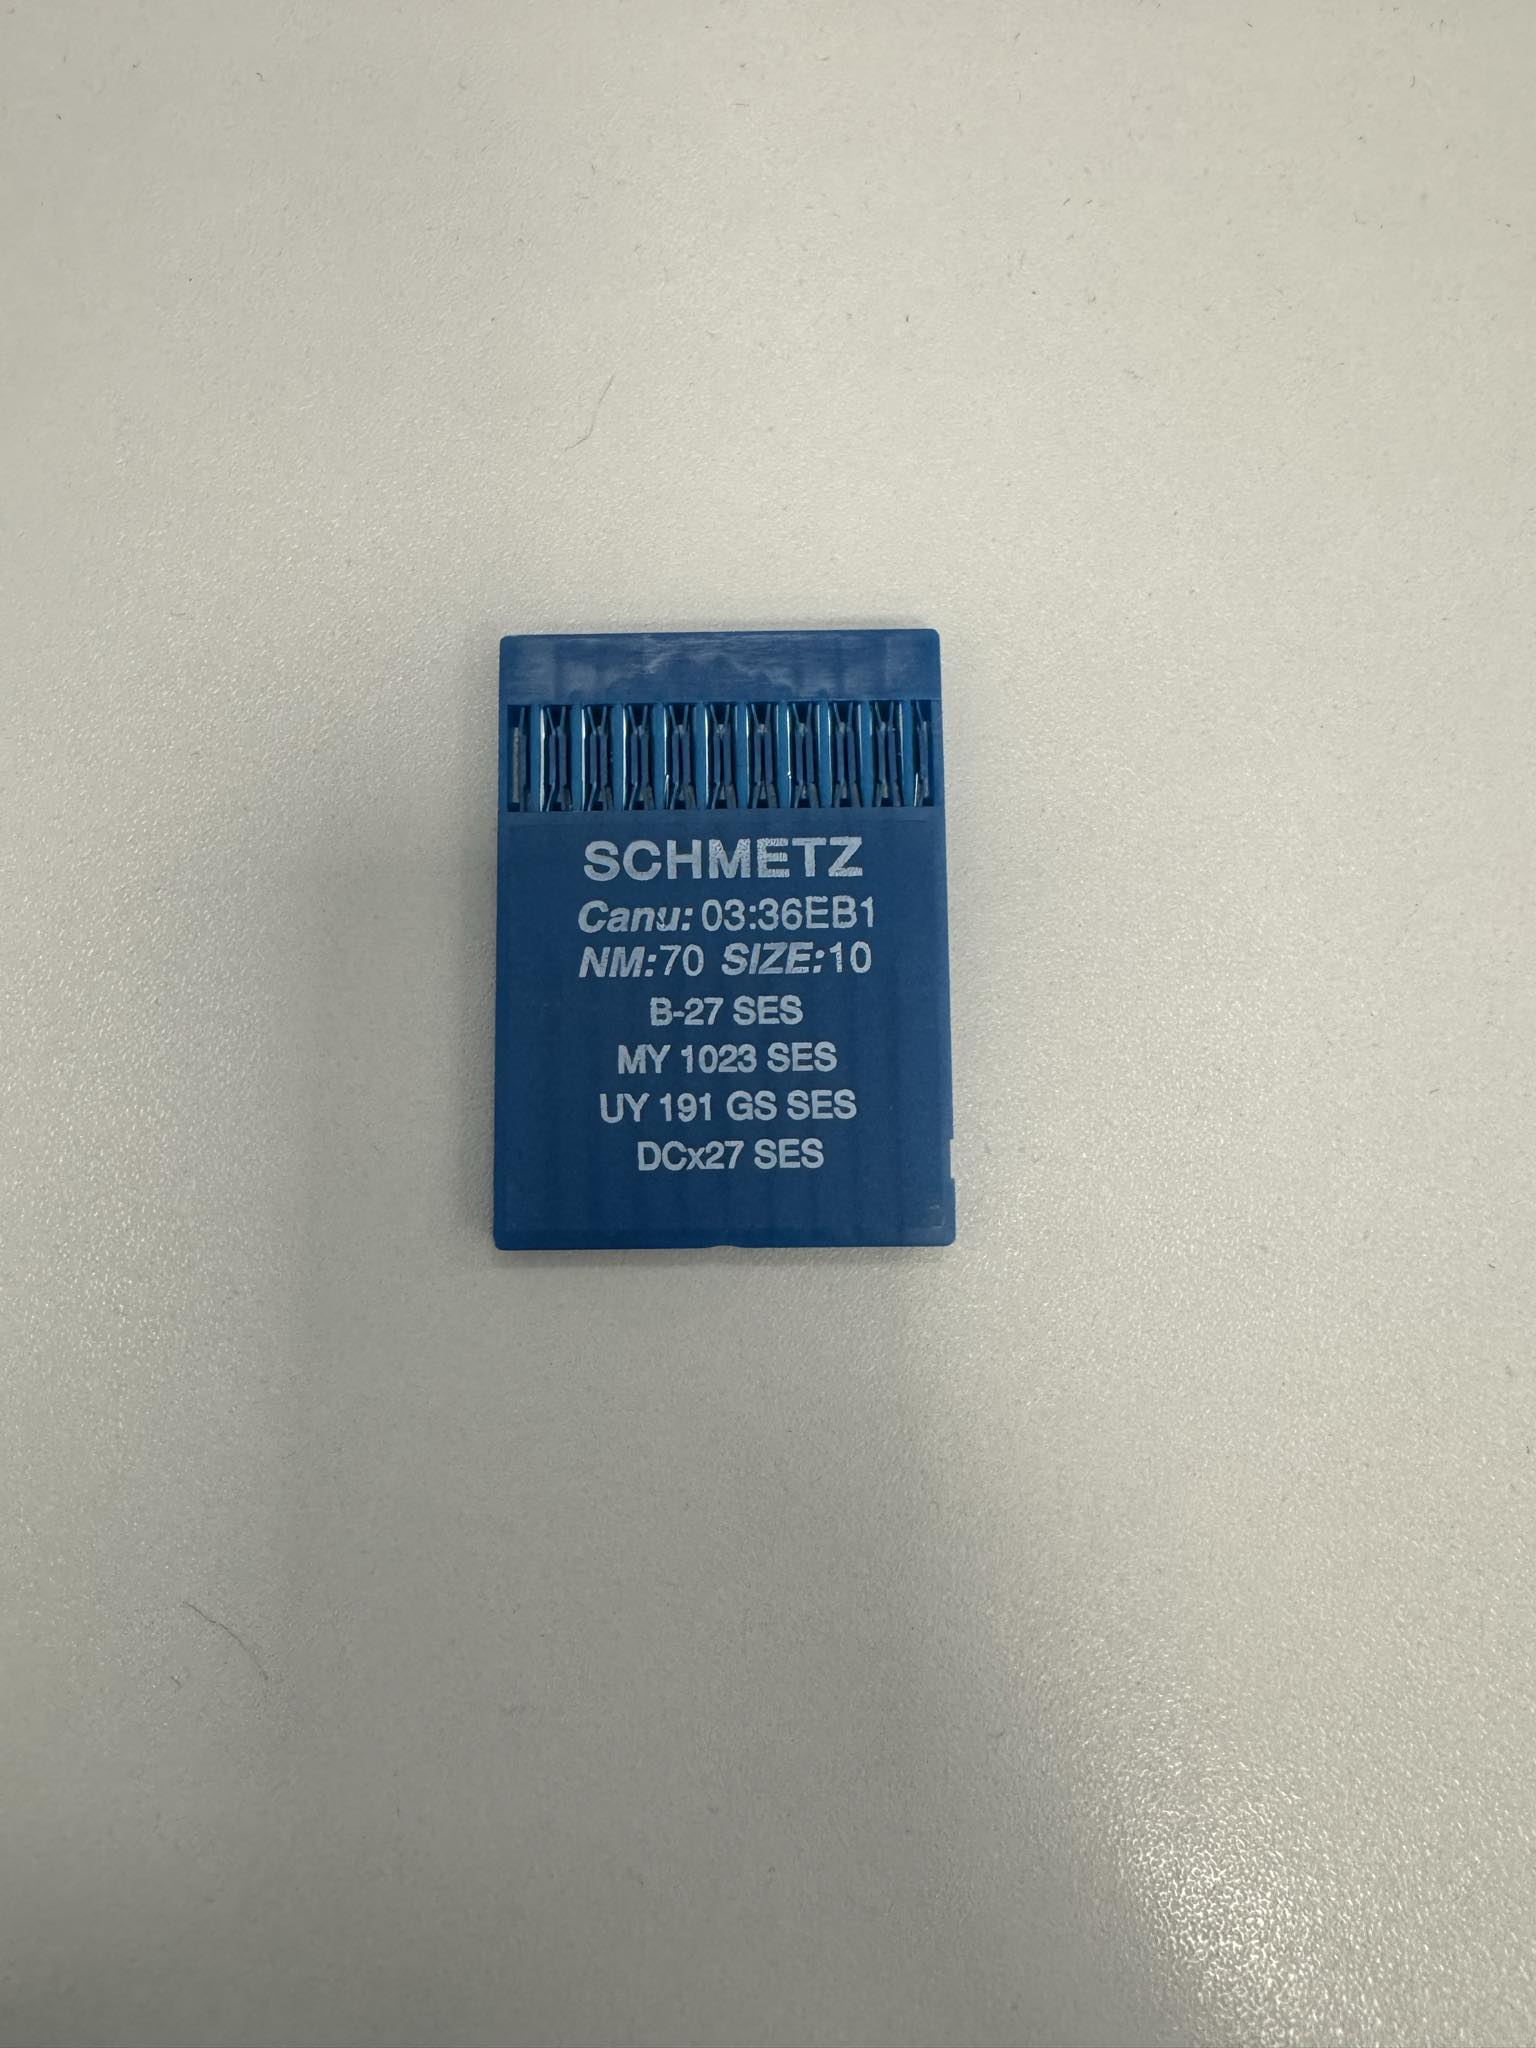 SCHMETZ
Canu: 03:36EB1
NM:70 SIZE:10
B-27 SES
MY 1023 SES
UY 191 GS SES
DCx27 SES